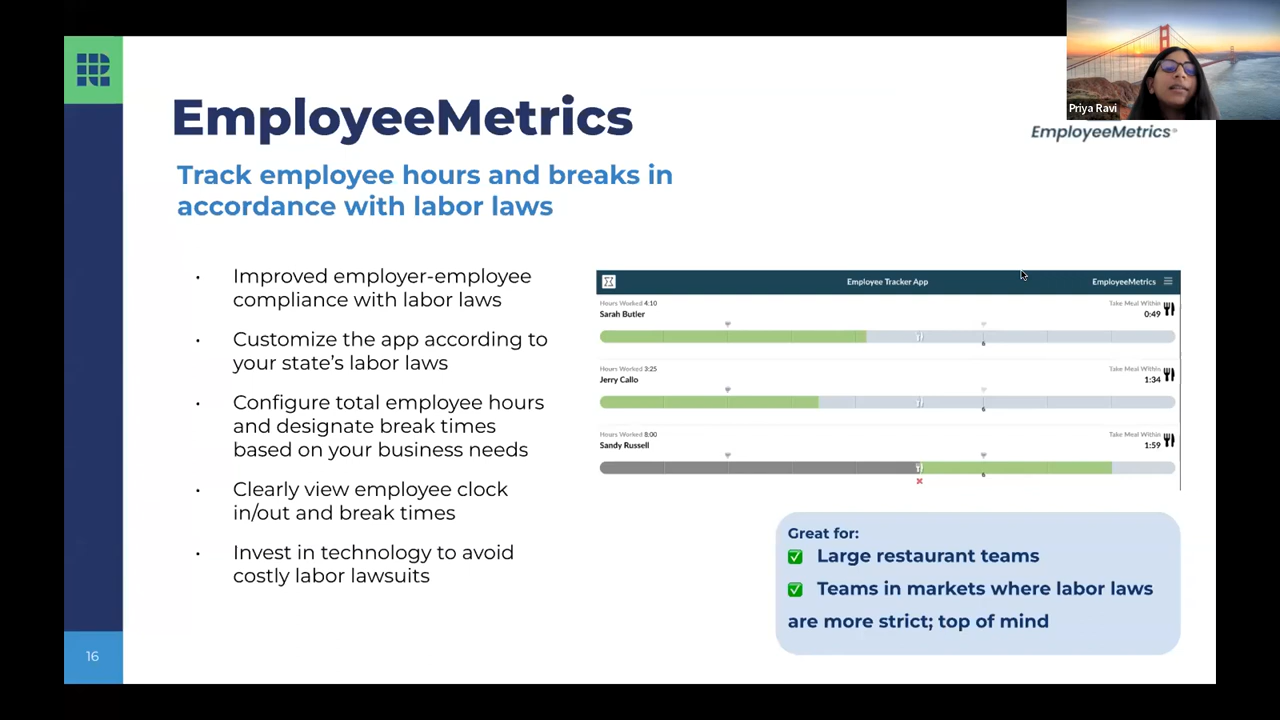 Priya Ravi
EmployeeMetrics
EmployeeMetrics®
Track employee hours and breaks in
accordance with labor laws
• Improved employer-employee
compliance with labor laws
• Customize the app according to
your state's labor laws
• Configure total employee hours
and designate break times
based on your business needs
• Clearly view employee clock
in/out and break times
• Invest in technology to avoid
costly labor lawsuits
Employee Tracker App
EmployeeMetrics
Hours Worked 4:10
Take Meal Within
Sarah Butler
0:49
6
Hours Worked 3:25
Take Meal Within
Jerry Callo
1:34
6
Hours Worked 8:00
Take Meal Within
Sandy Russell
1:59
6
Great for:
✅ Large restaurant teams
✅ Teams in markets where labor laws
are more strict; top of mind
16